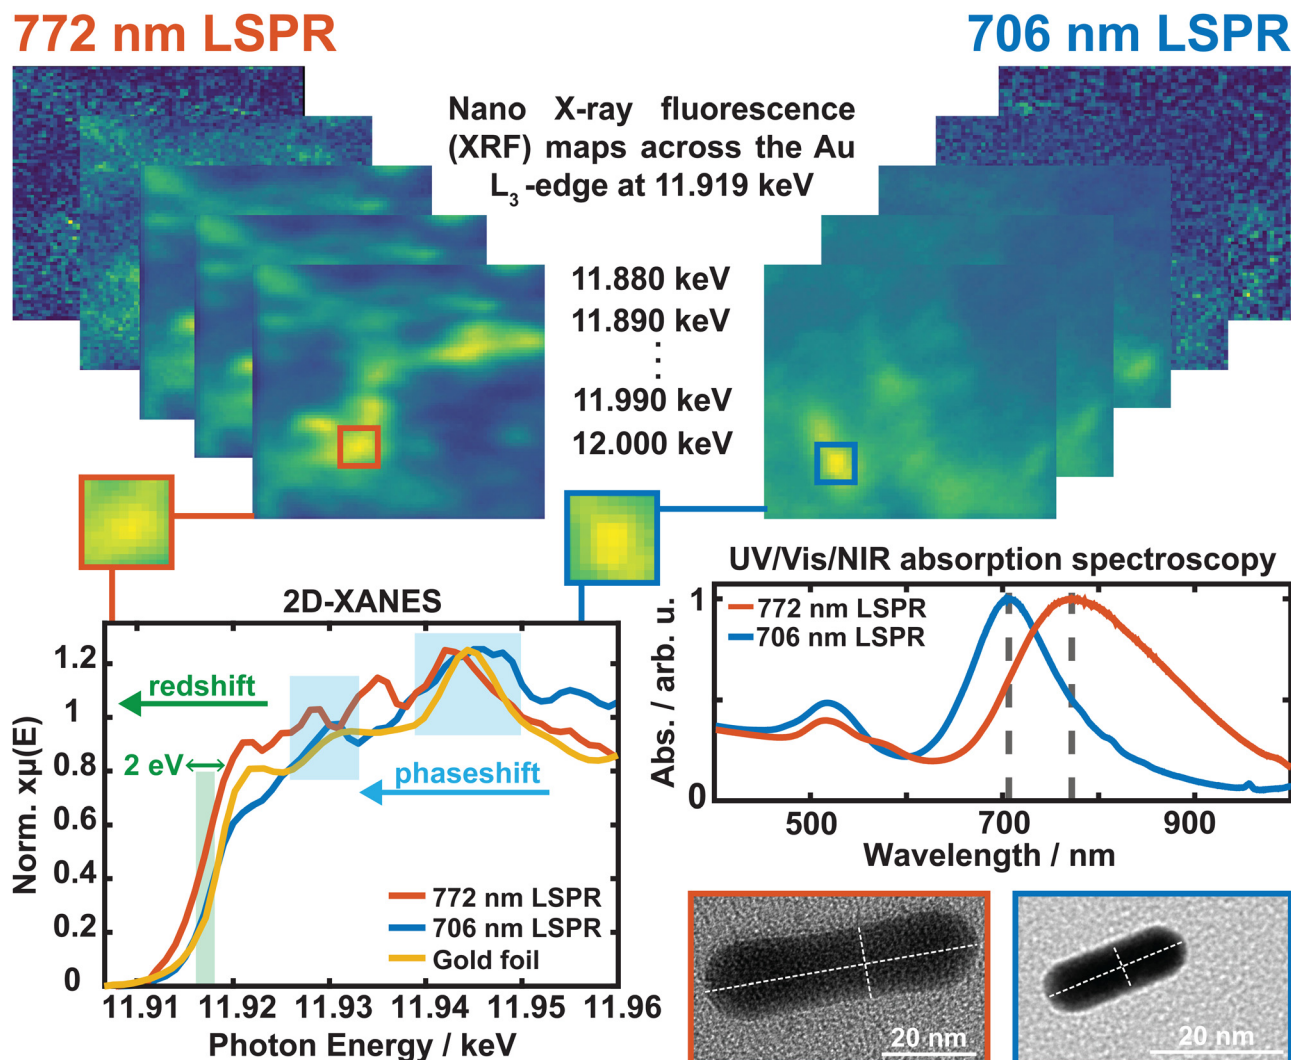 772 nm LSPR
706 nm LSPR
Nano X-ray fluorescence
(XRF) maps across the Au
L3-edge at 11.919 keV
11.880 keV
11.890 keV
⋮
11.990 keV
12.000 keV
2D-XANES
Norm. xμ(E)
1.2
1
0.8
0.6
0.4
0.2
0
redshift
2 eV
phaseshift
772 nm LSPR
706 nm LSPR
Gold foil
11.91 11.92 11.93 11.94 11.95 11.96
Photon Energy / keV
UV/Vis/NIR absorption spectroscopy
Abs. / arb. u.
1
0
772 nm LSPR
706 nm LSPR
500 700 900
Wavelength / nm
20 nm
20 nm